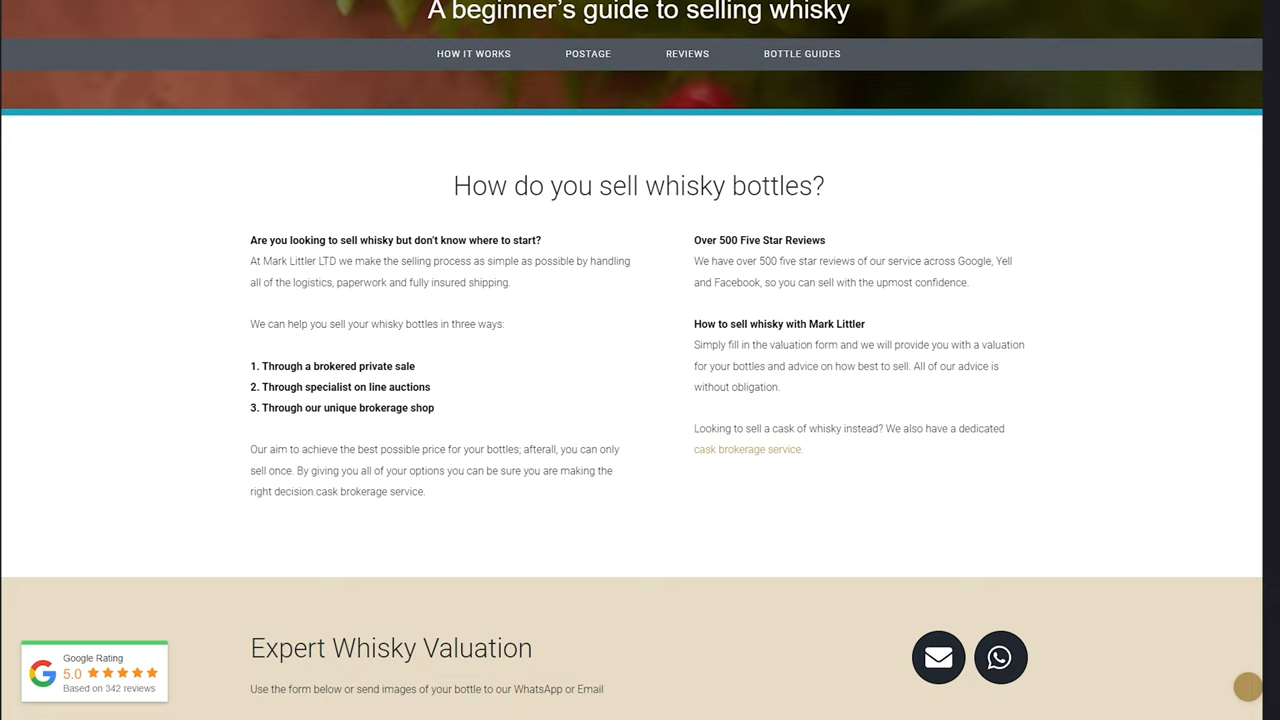 A beginner's guide to selling whisky
HOW IT WORKS
POSTAGE
REVIEWS
BOTTLE GUIDES
How do you sell whisky bottles?
Are you looking to sell whisky but don't know where to start?
At Mark Littler LTD we make the selling process as simple as possible by handling
all of the logistics, paperwork and fully insured shipping.
We can help you sell your whisky bottles in three ways:
1. Through a brokered private sale
2. Through specialist on line auctions
3. Through our unique brokerage shop
Our aim to achieve the best possible price for your bottles; afterall, you can only
sell once. By giving you all of your options you can be sure you are making the
right decision.cask brokerage service.
Over 500 Five Star Reviews
We have over 500 five star reviews of our service across Google, Yell
and Facebook, so you can sell with the upmost confidence.
How to sell whisky with Mark Littler
Simply fill in the valuation form and we will provide you with a valuation
for your bottles and advice on how best to sell. All of our advice is
without obligation.
Looking to sell a cask of whisky instead? We also have a dedicated
cask brokerage service.
Expert Whisky Valuation
Use the form below or send images of your bottle to our WhatsApp or Email
Google Rating
5.0
Based on 342 reviews